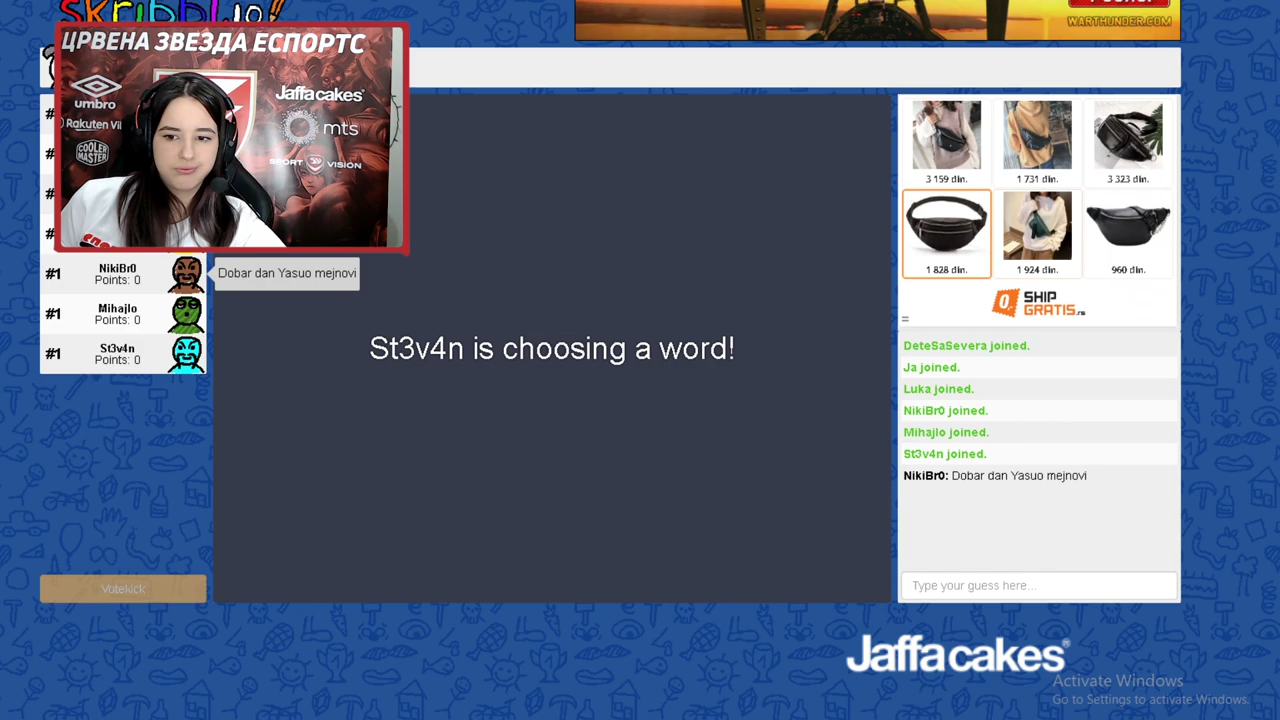 skribbl.io!
WARTHUNDER.COM
ЦРВЕНА ЗВЕЗДА ЕСПОРТС
umbro
Jaffa cakes
Rakuten Vi
mts
COOLER
MASTER
SPORT VISION
#
#
#
#
#1 NikiBr0
Points: 0
Dobar dan Yasuo mejnovi
#1 Mihajlo
Points: 0
#1 St3v4n
Points: 0
Votekick
St3v4n is choosing a word!
3 159 din.
1 731 din.
3 323 din.
1 828 din.
1 924 din.
960 din.
SHIP
GRATIS.rs
DeteSaSevera joined.
Ja joined.
Luka joined.
NikiBr0 joined.
Mihajlo joined.
St3v4n joined.
NikiBr0: Dobar dan Yasuo mejnovi
Type your guess here...
Jaffa cakes
Activate Windows
Go to Settings to activate Windows.